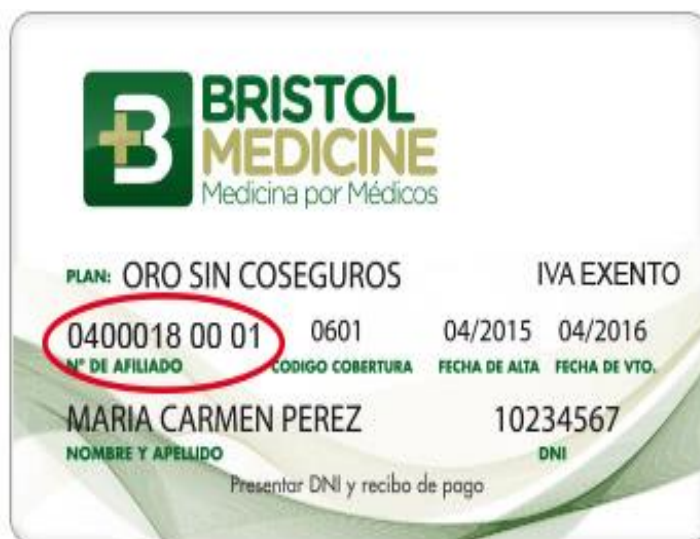 BRISTOL
MEDICINE
Medicina por Médicos
PLAN: ORO SIN COSEGUROS IVA EXENTO
0400018 00 01 0601 04/2015 04/2016
Nº DE AFILIADO CODIGO COBERTURA FECHA DE ALTA FECHA DE VTO.
MARIA CARMEN PEREZ 10234567
NOMBRE Y APELLIDO DNI
Presentar DNI y recibo de pago